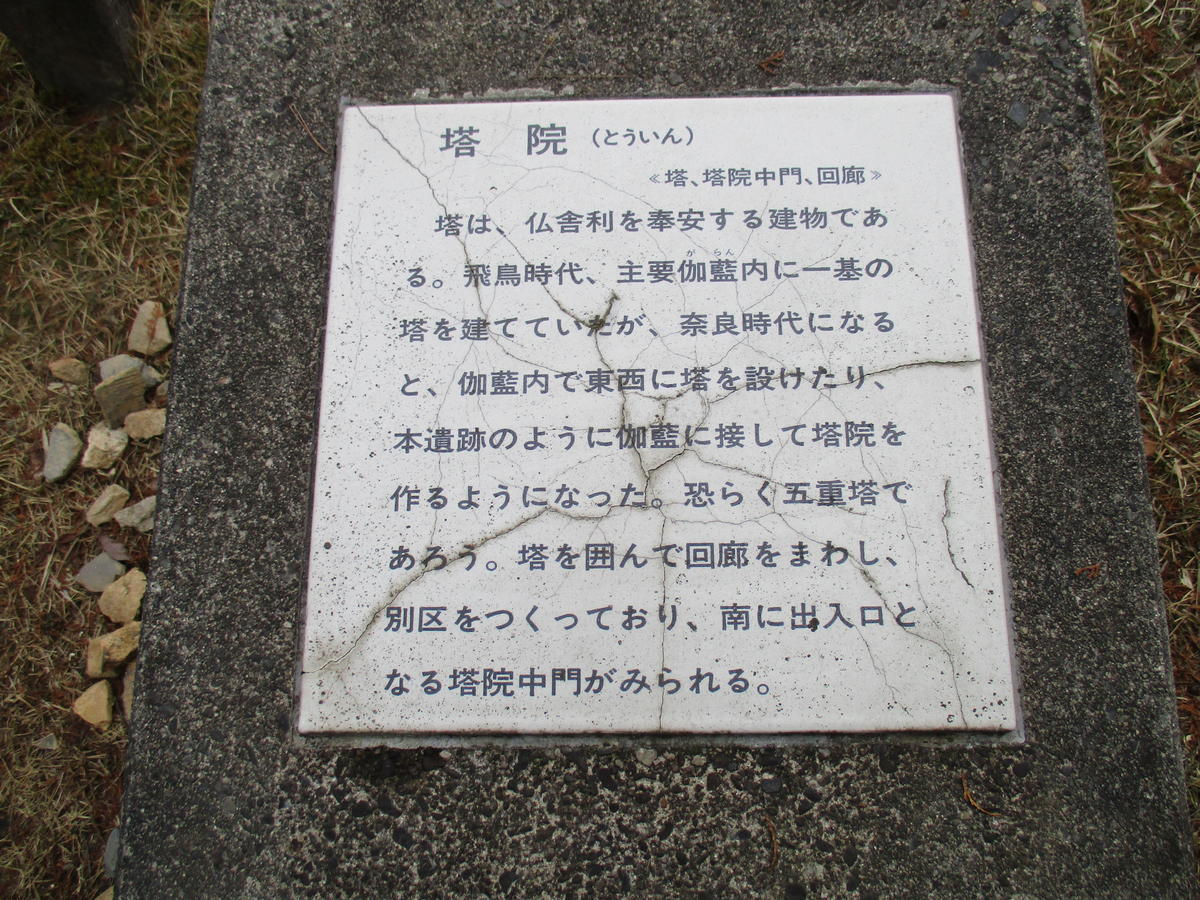 塔 院 (とういん)
《塔、塔院中門、回廊》
塔は、仏舎利を奉安する建物であ
る。飛鳥時代、主要伽藍内に一基の
塔を建てていたが、奈良時代になる
と、伽藍内で東西に塔を設けたり、
本遺跡のように伽藍に接して塔院を
作るようになった。恐らく五重塔で
あろう。塔を囲んで回廊をまわし、
別区をつくっており、南に出入口と
なる塔院中門がみられる。